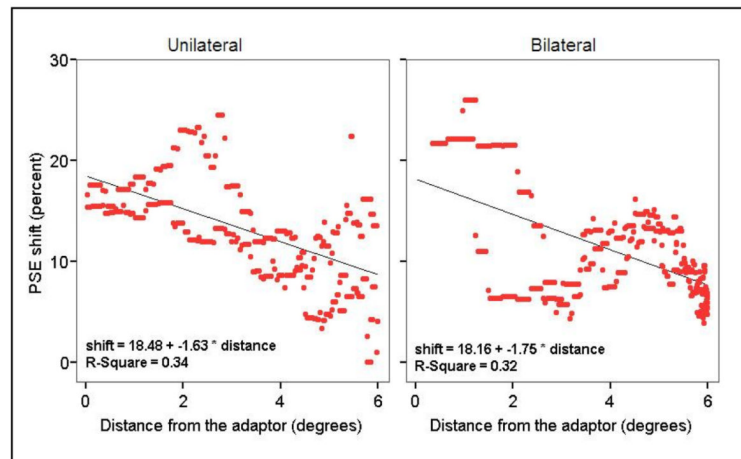 Unilateral
Bilateral
30
20
10
0
PSE shift (percent)
shift = 18.48 + -1.63 * distance
R-Square = 0.34
shift = 18.16 + -1.75 * distance
R-Square = 0.32
0 2 4 6
0 2 4 6
Distance from the adaptor (degrees)
Distance from the adaptor (degrees)